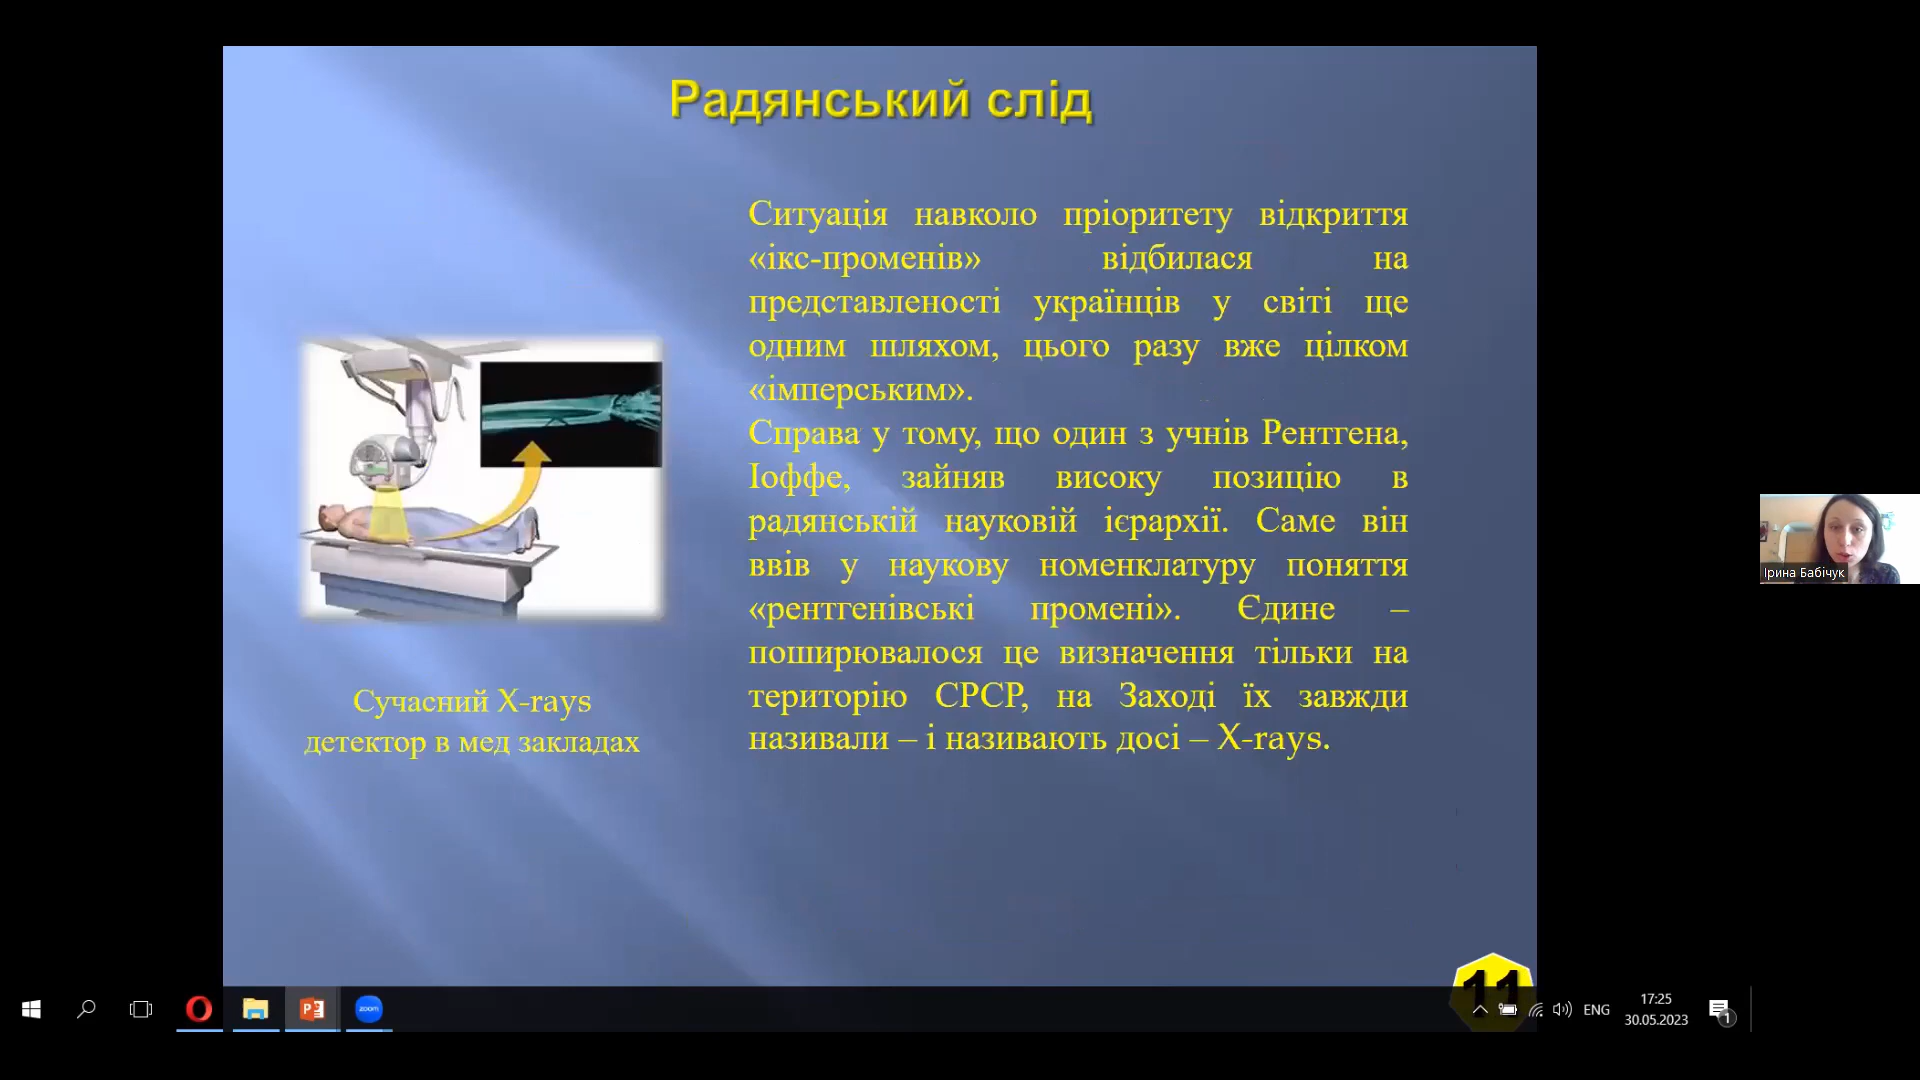 Радянський слід
Ситуація навколо пріоритету відкриття
«ікс-променів» відбилася на
представленості українців у світі ще
одним шляхом, цього разу вже цілком
«імперським».
Справа у тому, що один з учнів Рентгена,
Іоффе, зайняв високу позицію в
радянській науковій ієрархії. Саме він
ввів у наукову номенклатуру поняття
«рентгенівські промені». Єдине –
поширювалося це визначення тільки на
територію СРСР, на Заході їх завжди
називали – і називають досі – X-rays.
Сучасний X-rays
детектор в мед закладах
Ірина Бабічук
11
zoom
ENG
17:25
30.05.2023
1